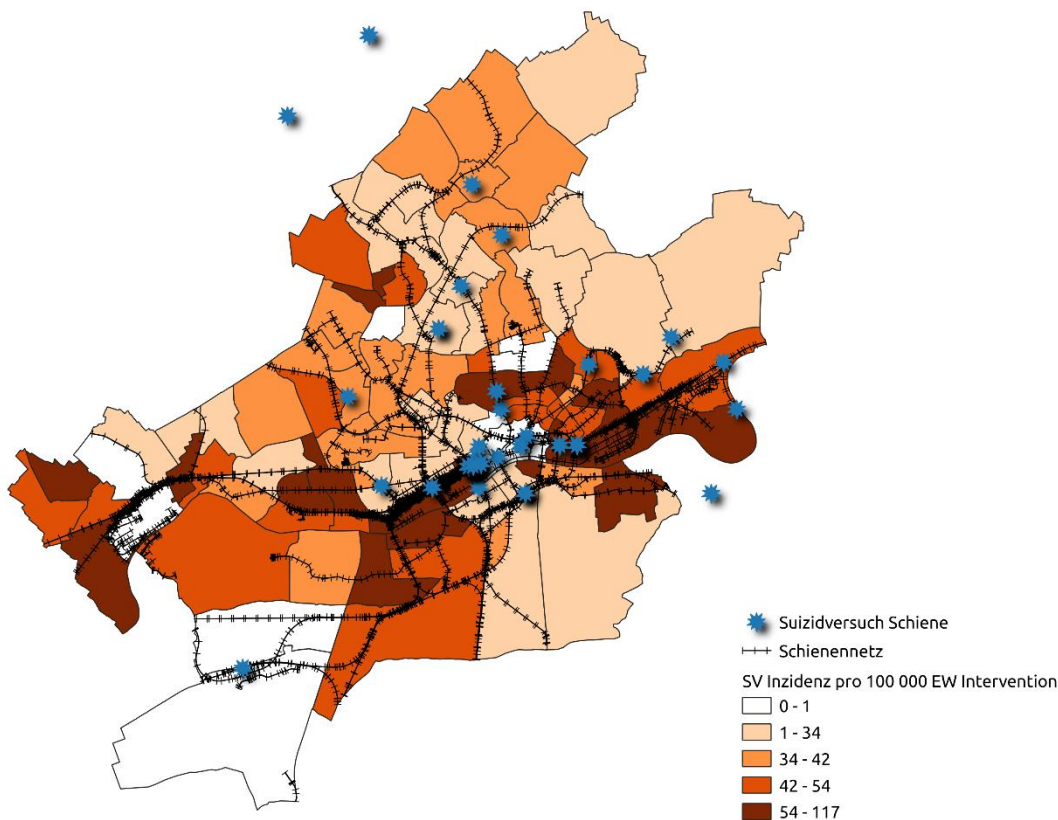 Suizidversuch Schiene
Schienennetz
SV Inzidenz pro 100 000 EW Intervention
0 - 1
1 - 34
34 - 42
42 - 54
54 - 117